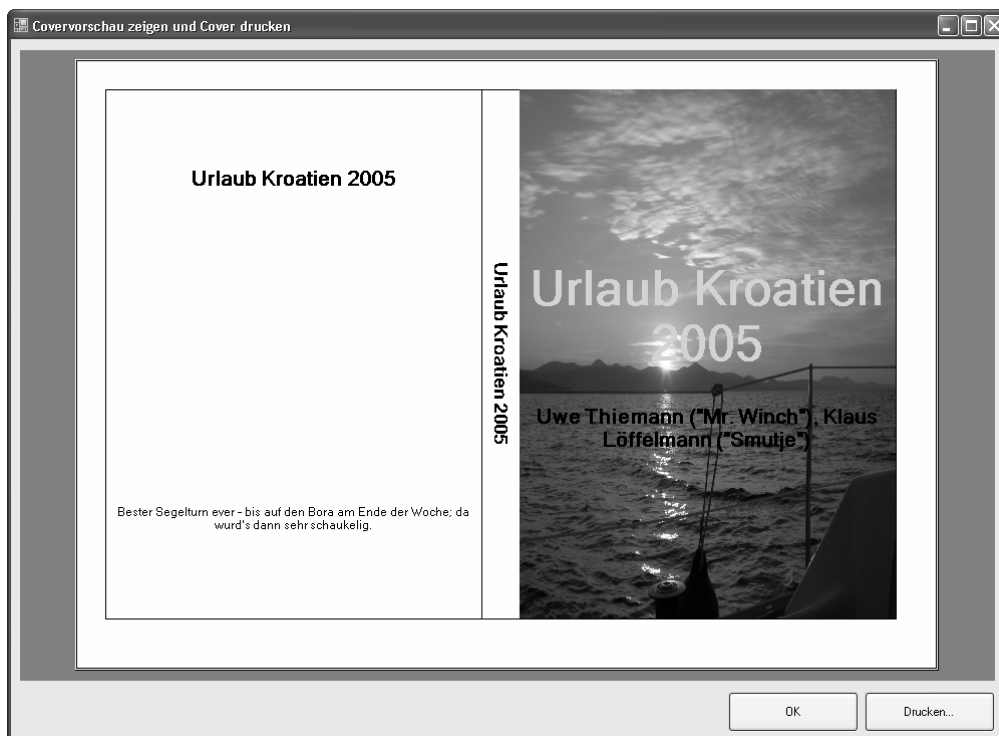 Covervorschau zeigen und Cover drucken
Urlaub Kroatien 2005
Bester Segelturn ever - bis auf den Bora am Ende der Woche; da
wurd's dann sehr schaukelig.
Urlaub Kroatien 2005
Urlaub Kroatien
2005
Uwe Thiemann ("Mr. Winch"), Klaus
Löffelmann ("Smutje")
OK
Drucken...